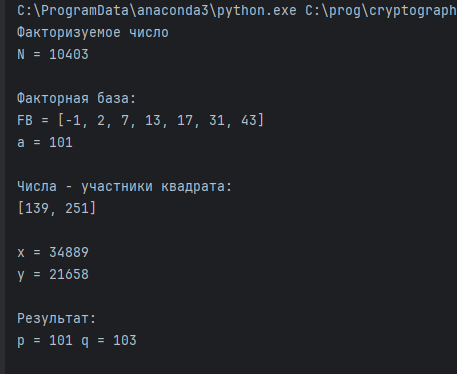 C:\ProgramData\anaconda3\python.exe C:\prog\cryptograph
Факторизуемое число
N = 10403
Факторная база:
FB = [-1, 2, 7, 13, 17, 31, 43]
a = 101
Числа - участники квадрата:
[139, 251]
x = 34889
y = 21658
Результат:
p = 101 q = 103